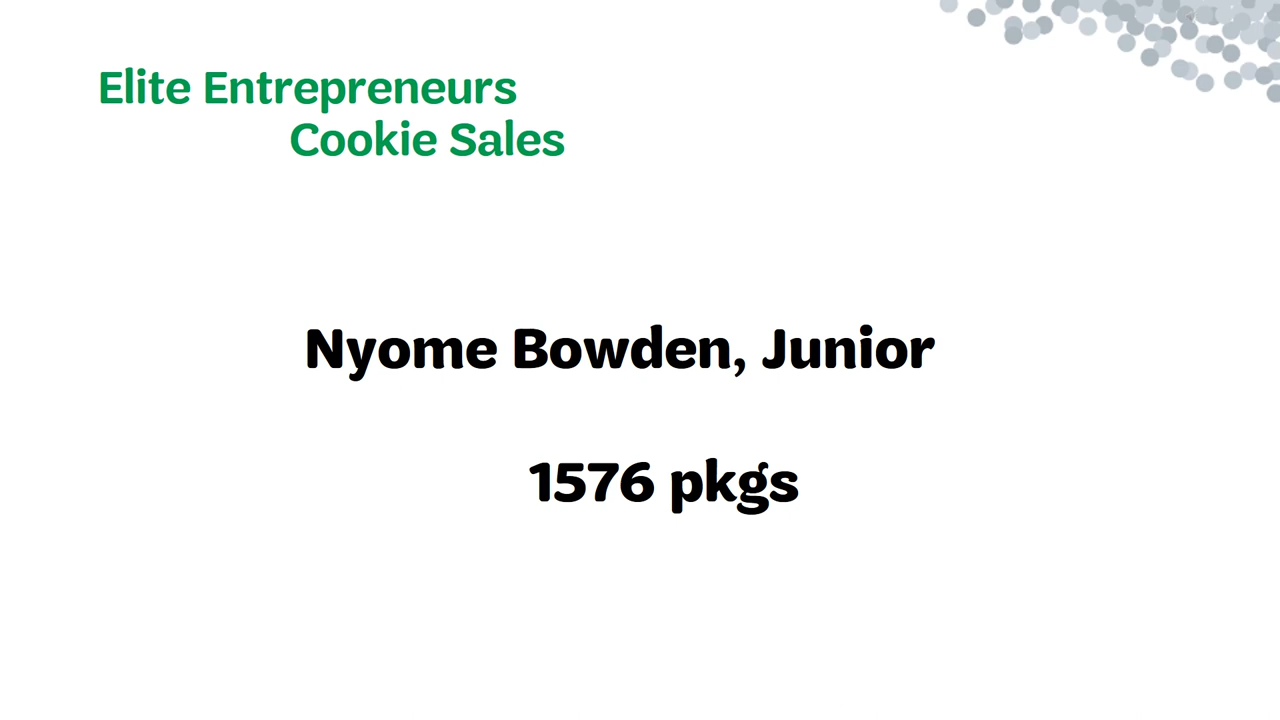 Elite Entrepreneurs
Cookie Sales
Nyome Bowden, Junior
1576 pkgs